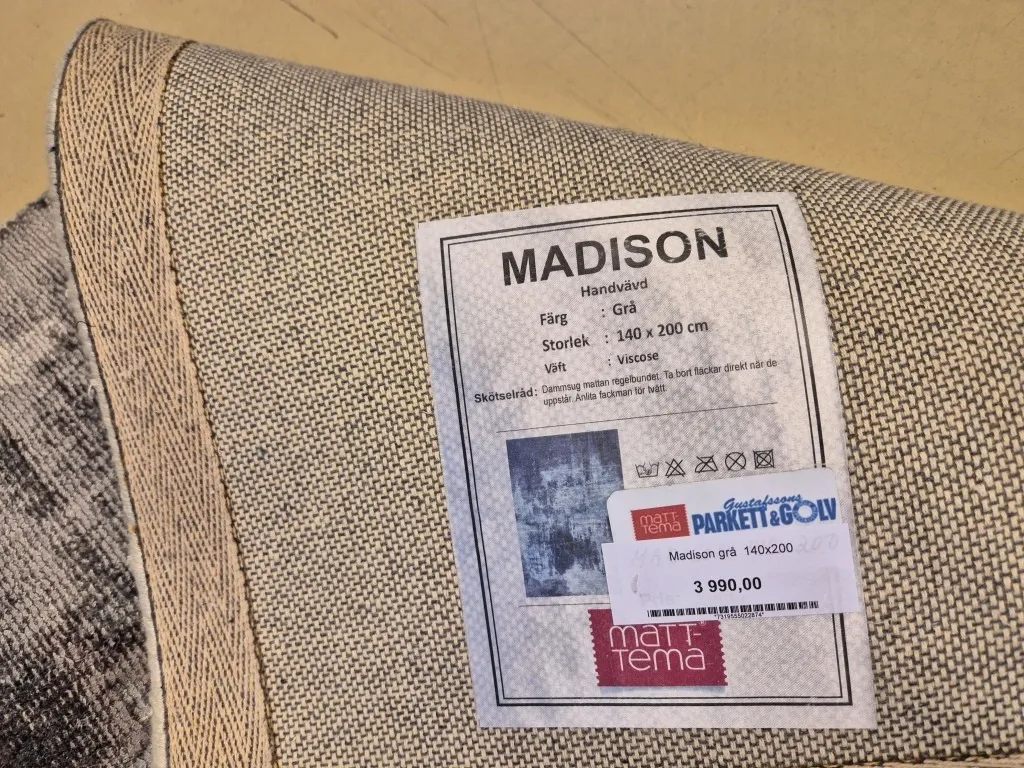 MADISON
Handvävd
Färg : Grå
Storlek : 140 x 200 cm
Väft : Viscose
Skötselråd: Dammsug mattan regelbundet. Ta bort fläckar direkt när de
uppstår. Anlita fackman för tvätt.
matt-
tema
Gustafssons
PARKETT & GOLV
Madison grå 140x200
3 990,00
*7319555022874*
matt-
tema